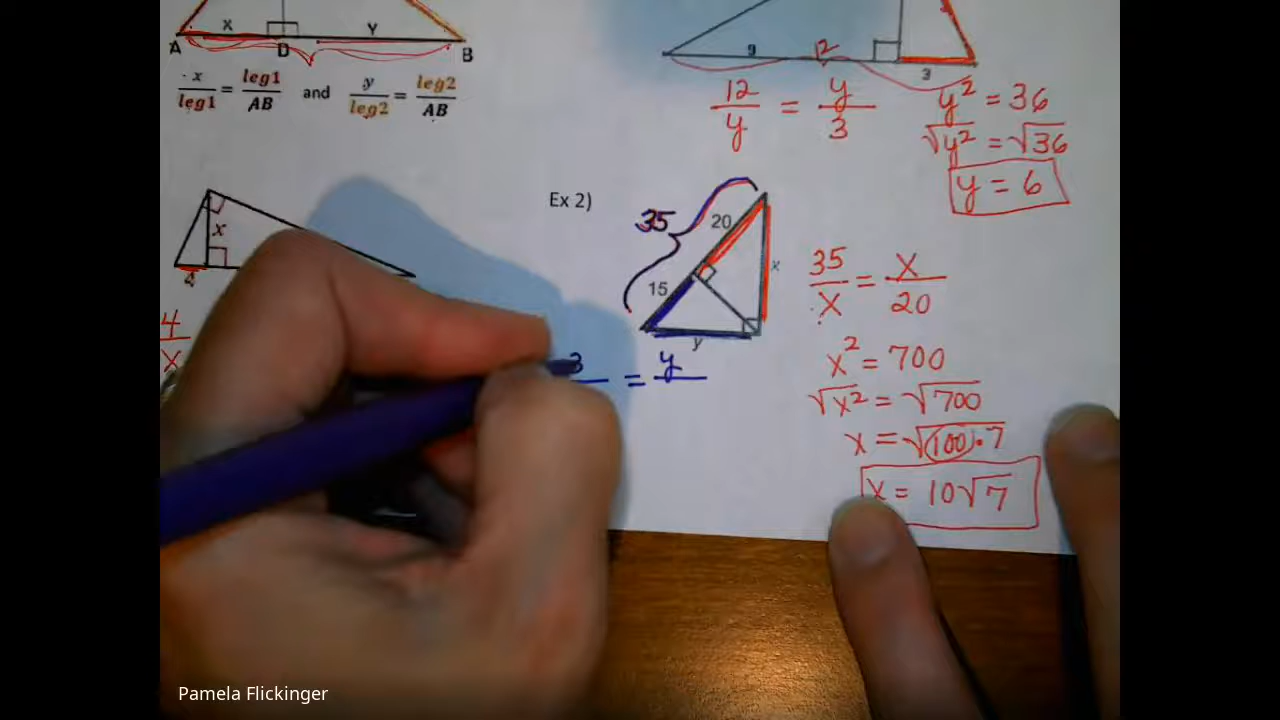 x Y
A D B
x/leg1 = leg1/AB and y/leg2 = leg2/AB
9 12 3
12/y = y/3
y² = 36
√y² = √36
y = 6
x
4
4/x
Ex 2)
35 20 x
15
y
3 = y
35/x = x/20
x² = 700
√x² = √700
x = √100·7
x = 10√7
Pamela Flickinger